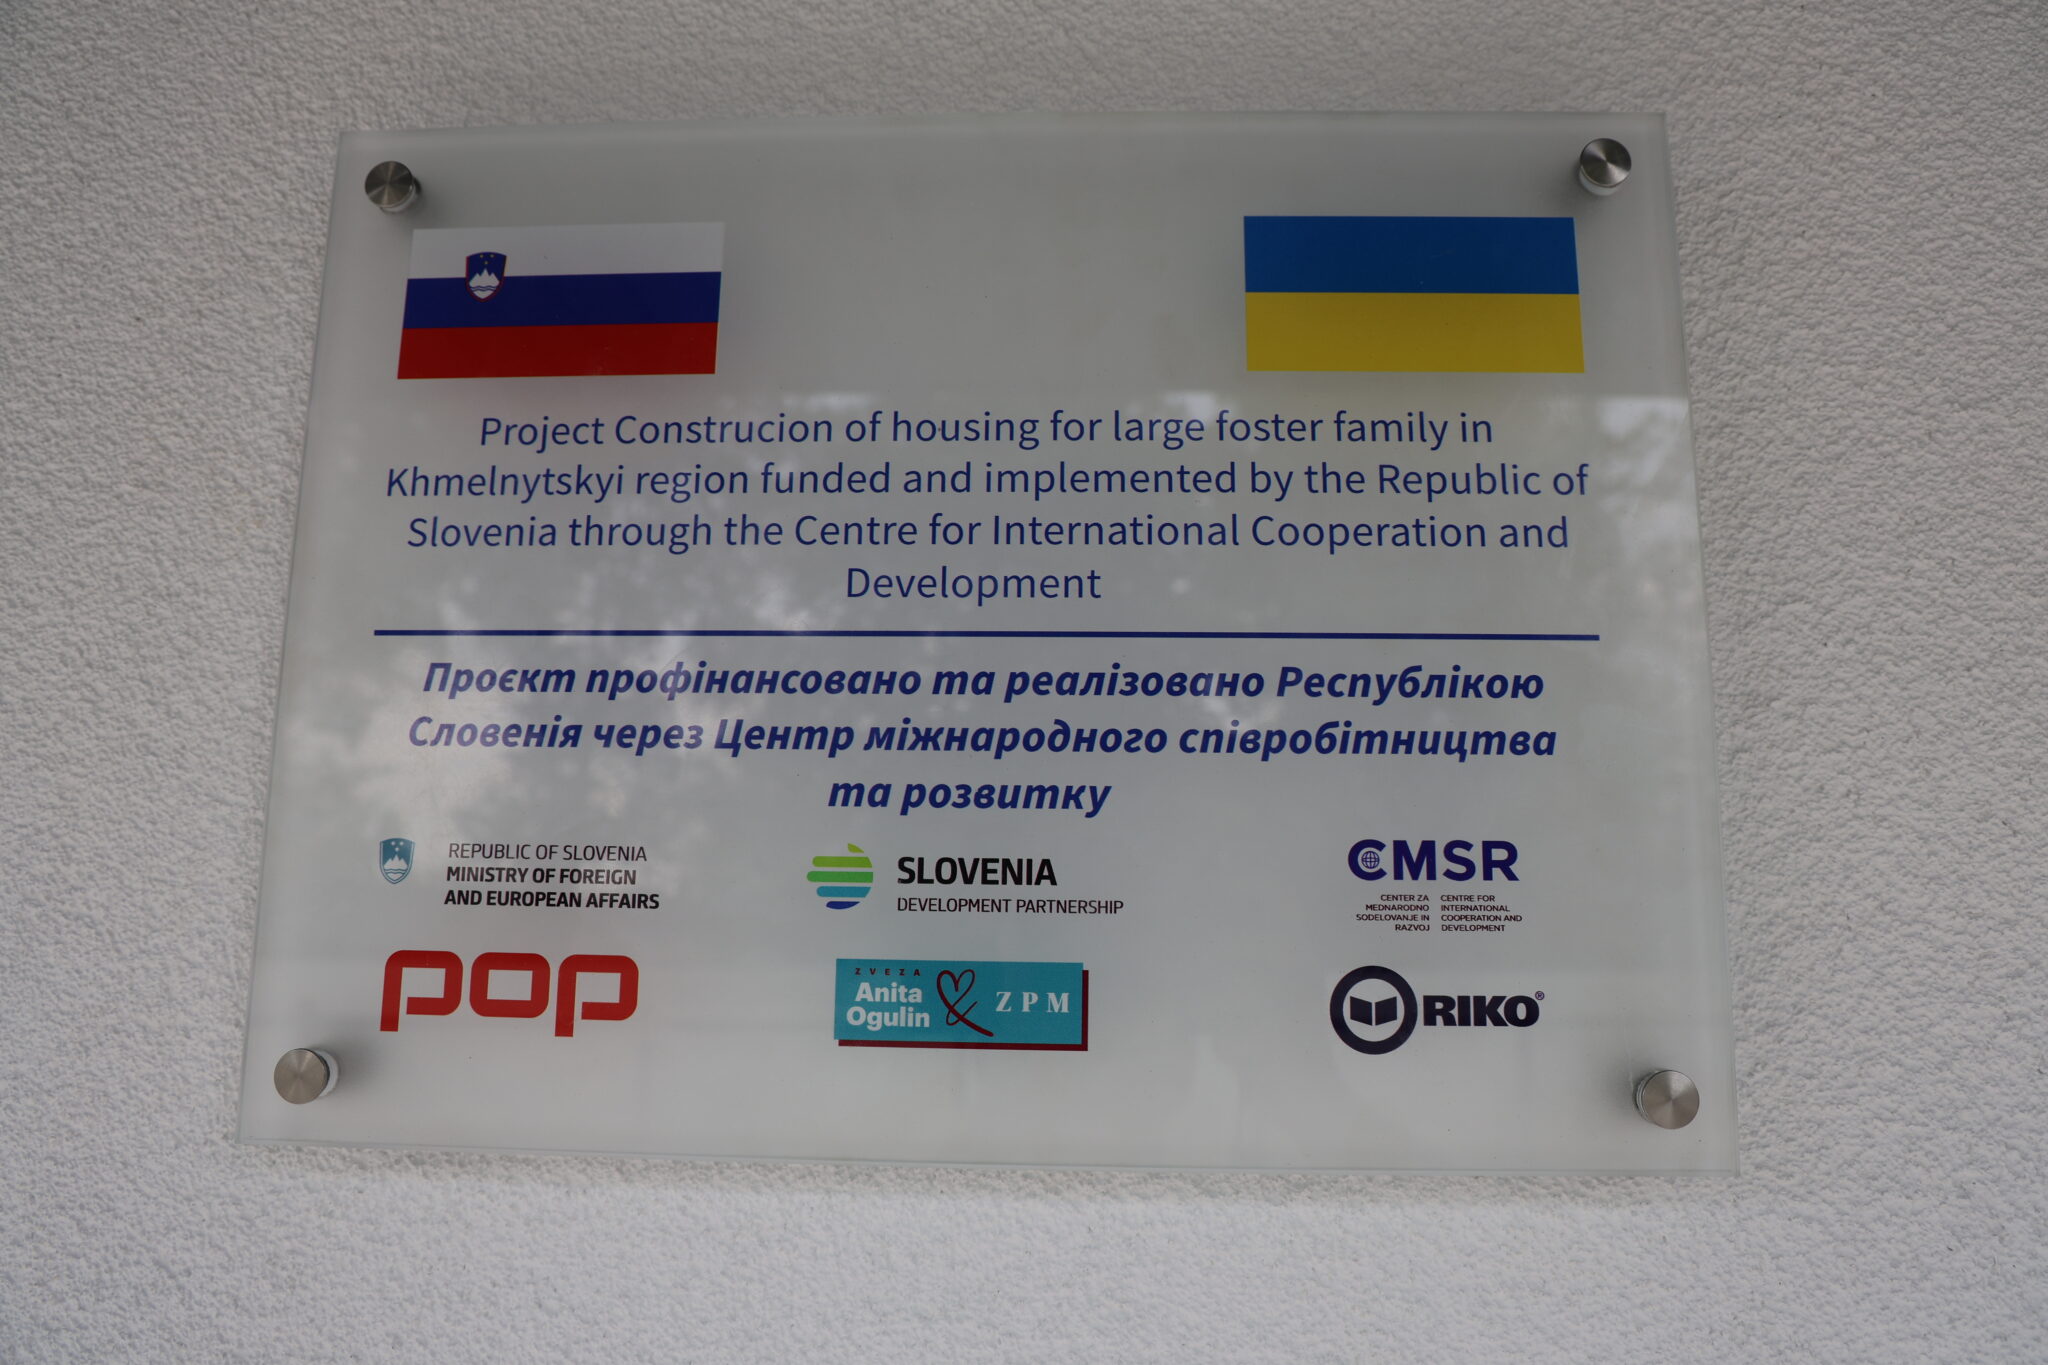 Project Construcion of housing for large foster family in
Khmelnytskyi region funded and implemented by the Republic of
Slovenia through the Centre for International Cooperation and
Development
Проєкт профінансовано та реалізовано Республікою
Словенія через Центр міжнародного співробітництва
та розвитку
REPUBLIC OF SLOVENIA
MINISTRY OF FOREIGN
AND EUROPEAN AFFAIRS
SLOVENIA
DEVELOPMENT PARTNERSHIP
CMSR
CENTER ZA
MEDNARODNO
SODELOVANJE IN
RAZVOJ
CENTRE FOR
INTERNATIONAL
COOPERATION AND
DEVELOPMENT
pop
ZVEZA
Anita
Ogulin
ZPM
RIKO®